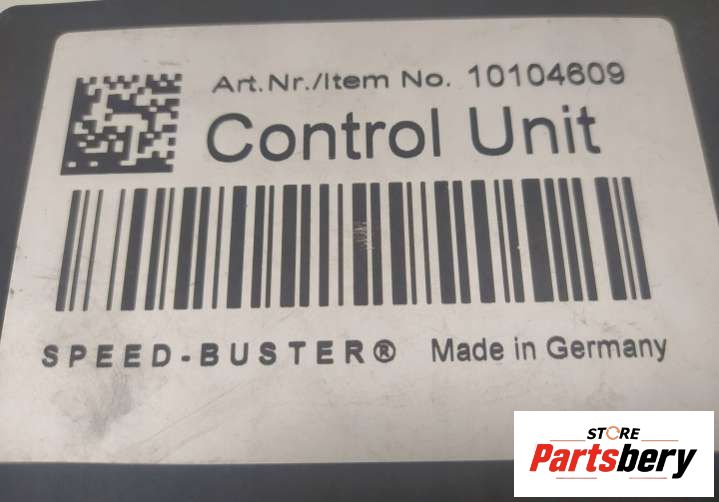 Art.Nr./Item No. 10104609
Control Unit
SPEED-BUSTER® Made in Germany
STORE
Partsbery